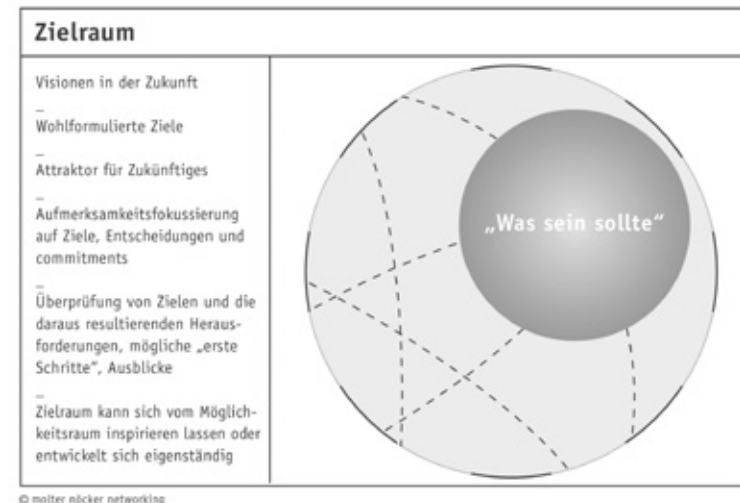 Zielraum
Visionen in der Zukunft
–
Wohlformulierte Ziele
–
Attraktor für Zukünftiges
–
Aufmerksamkeitsfokussierung
auf Ziele, Entscheidungen und
commitments
–
Überprüfung von Zielen und die
daraus resultierenden Heraus-
forderungen, mögliche „erste
Schritte“, Ausblicke
–
Zielraum kann sich vom Möglich-
keitsraum inspirieren lassen oder
entwickelt sich eigenständig
„Was sein sollte“
© molter nöcker networking